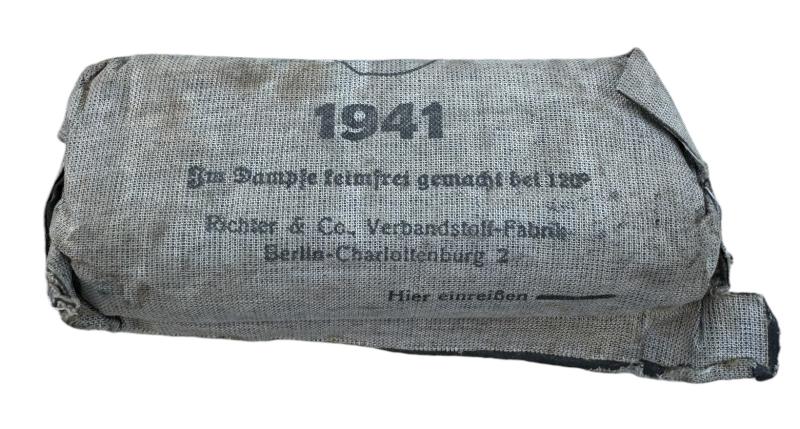 1941
Im Dampfe keimfrei gemacht bei 120°
Richter & Co., Verbandstoff-Fabrik
Berlin-Charlottenburg 2
Hier einreißen